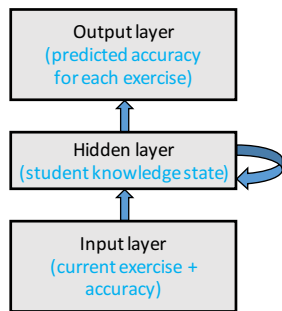 Output layer
(predicted accuracy
for each exercise)
Hidden layer
(student knowledge state)
Input layer
(current exercise +
accuracy)